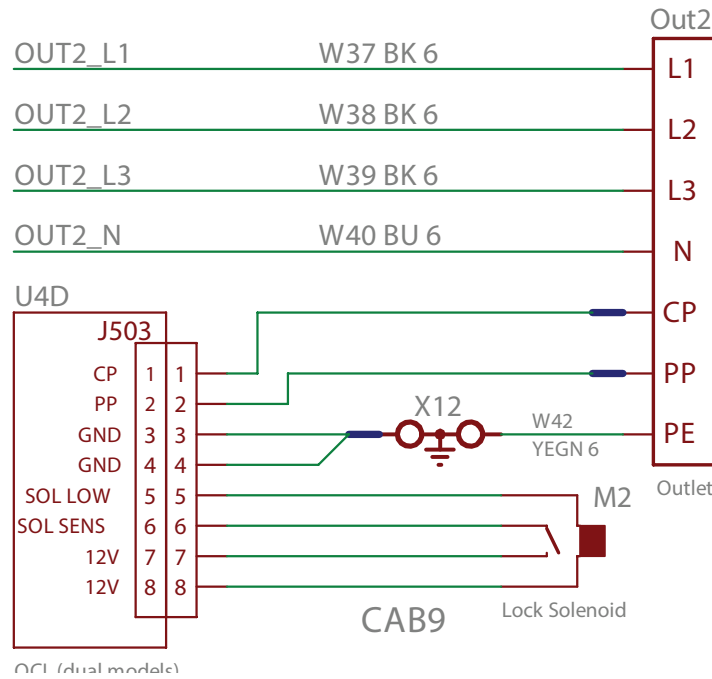 Out2
OUT2_L1 W37 BK 6 L1
OUT2_L2 W38 BK 6 L2
OUT2_L3 W39 BK 6 L3
OUT2_N W40 BU 6 N
U4D
CP
J503
CP 1 1
PP
PP 2 2
X12
W42
GND 3 3 PE
YEGN 6
GND 4 4
Outlet
SOL LOW 5 5 M2
SOL SENS 6 6
12V 7 7
12V 8 8
Lock Solenoid
CAB9
OCL (dual models)